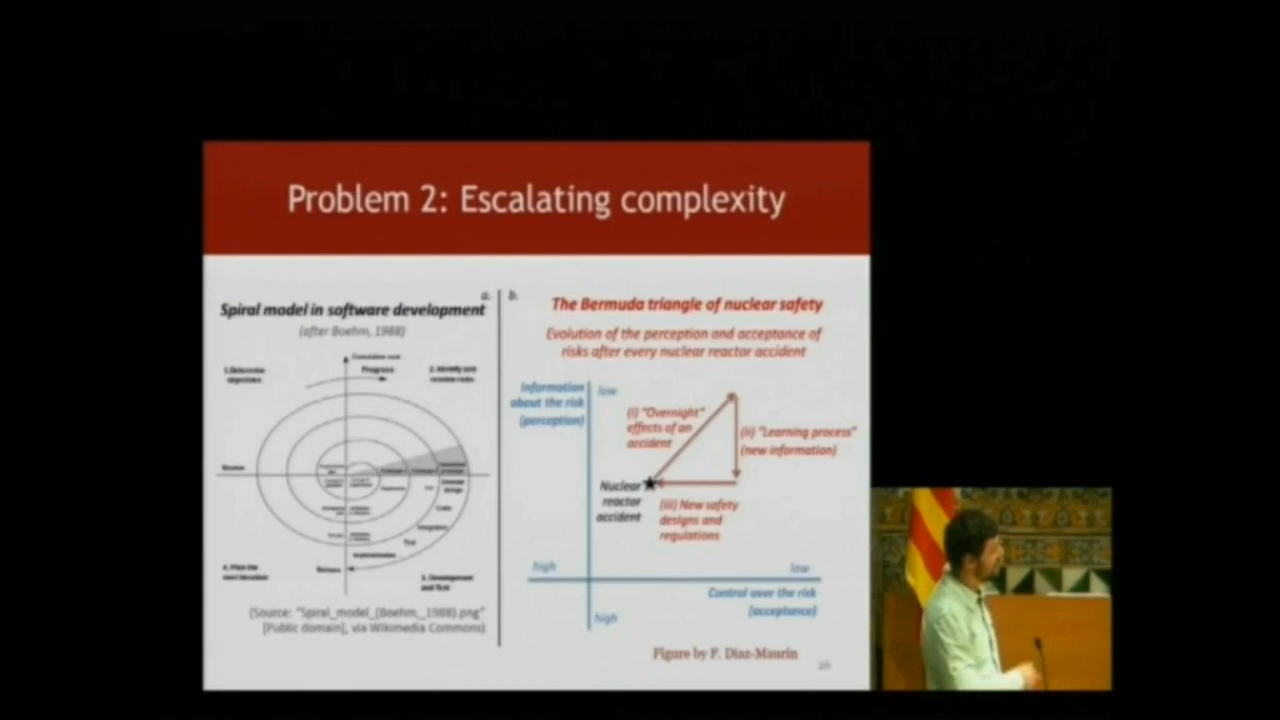 Problem 2: Escalating complexity
a.
Spiral model in software development
(after Boehm, 1988)
Cumulative cost
Progress
1.Determine
objectives
2. Identify and
resolve risks
Review
Code
Integration
Test
Implementation
Release
4. Plan the
next iteration
3. Development
and Test
(Source: "Spiral_model_(Boehm,_1988).png"
[Public domain], via Wikimedia Commons)
b.
The Bermuda triangle of nuclear safety
Evolution of the perception and acceptance of
risks after every nuclear reactor accident
Information
about the risk
(perception)
low
(i) "Overnight"
effects of an
accident
(ii) "Learning process"
(new information)
Nuclear
reactor
accident
(iii) New safety
designs and
regulations
high
low
Control over the risk
(acceptance)
high
Figure by F. Diaz-Maurin